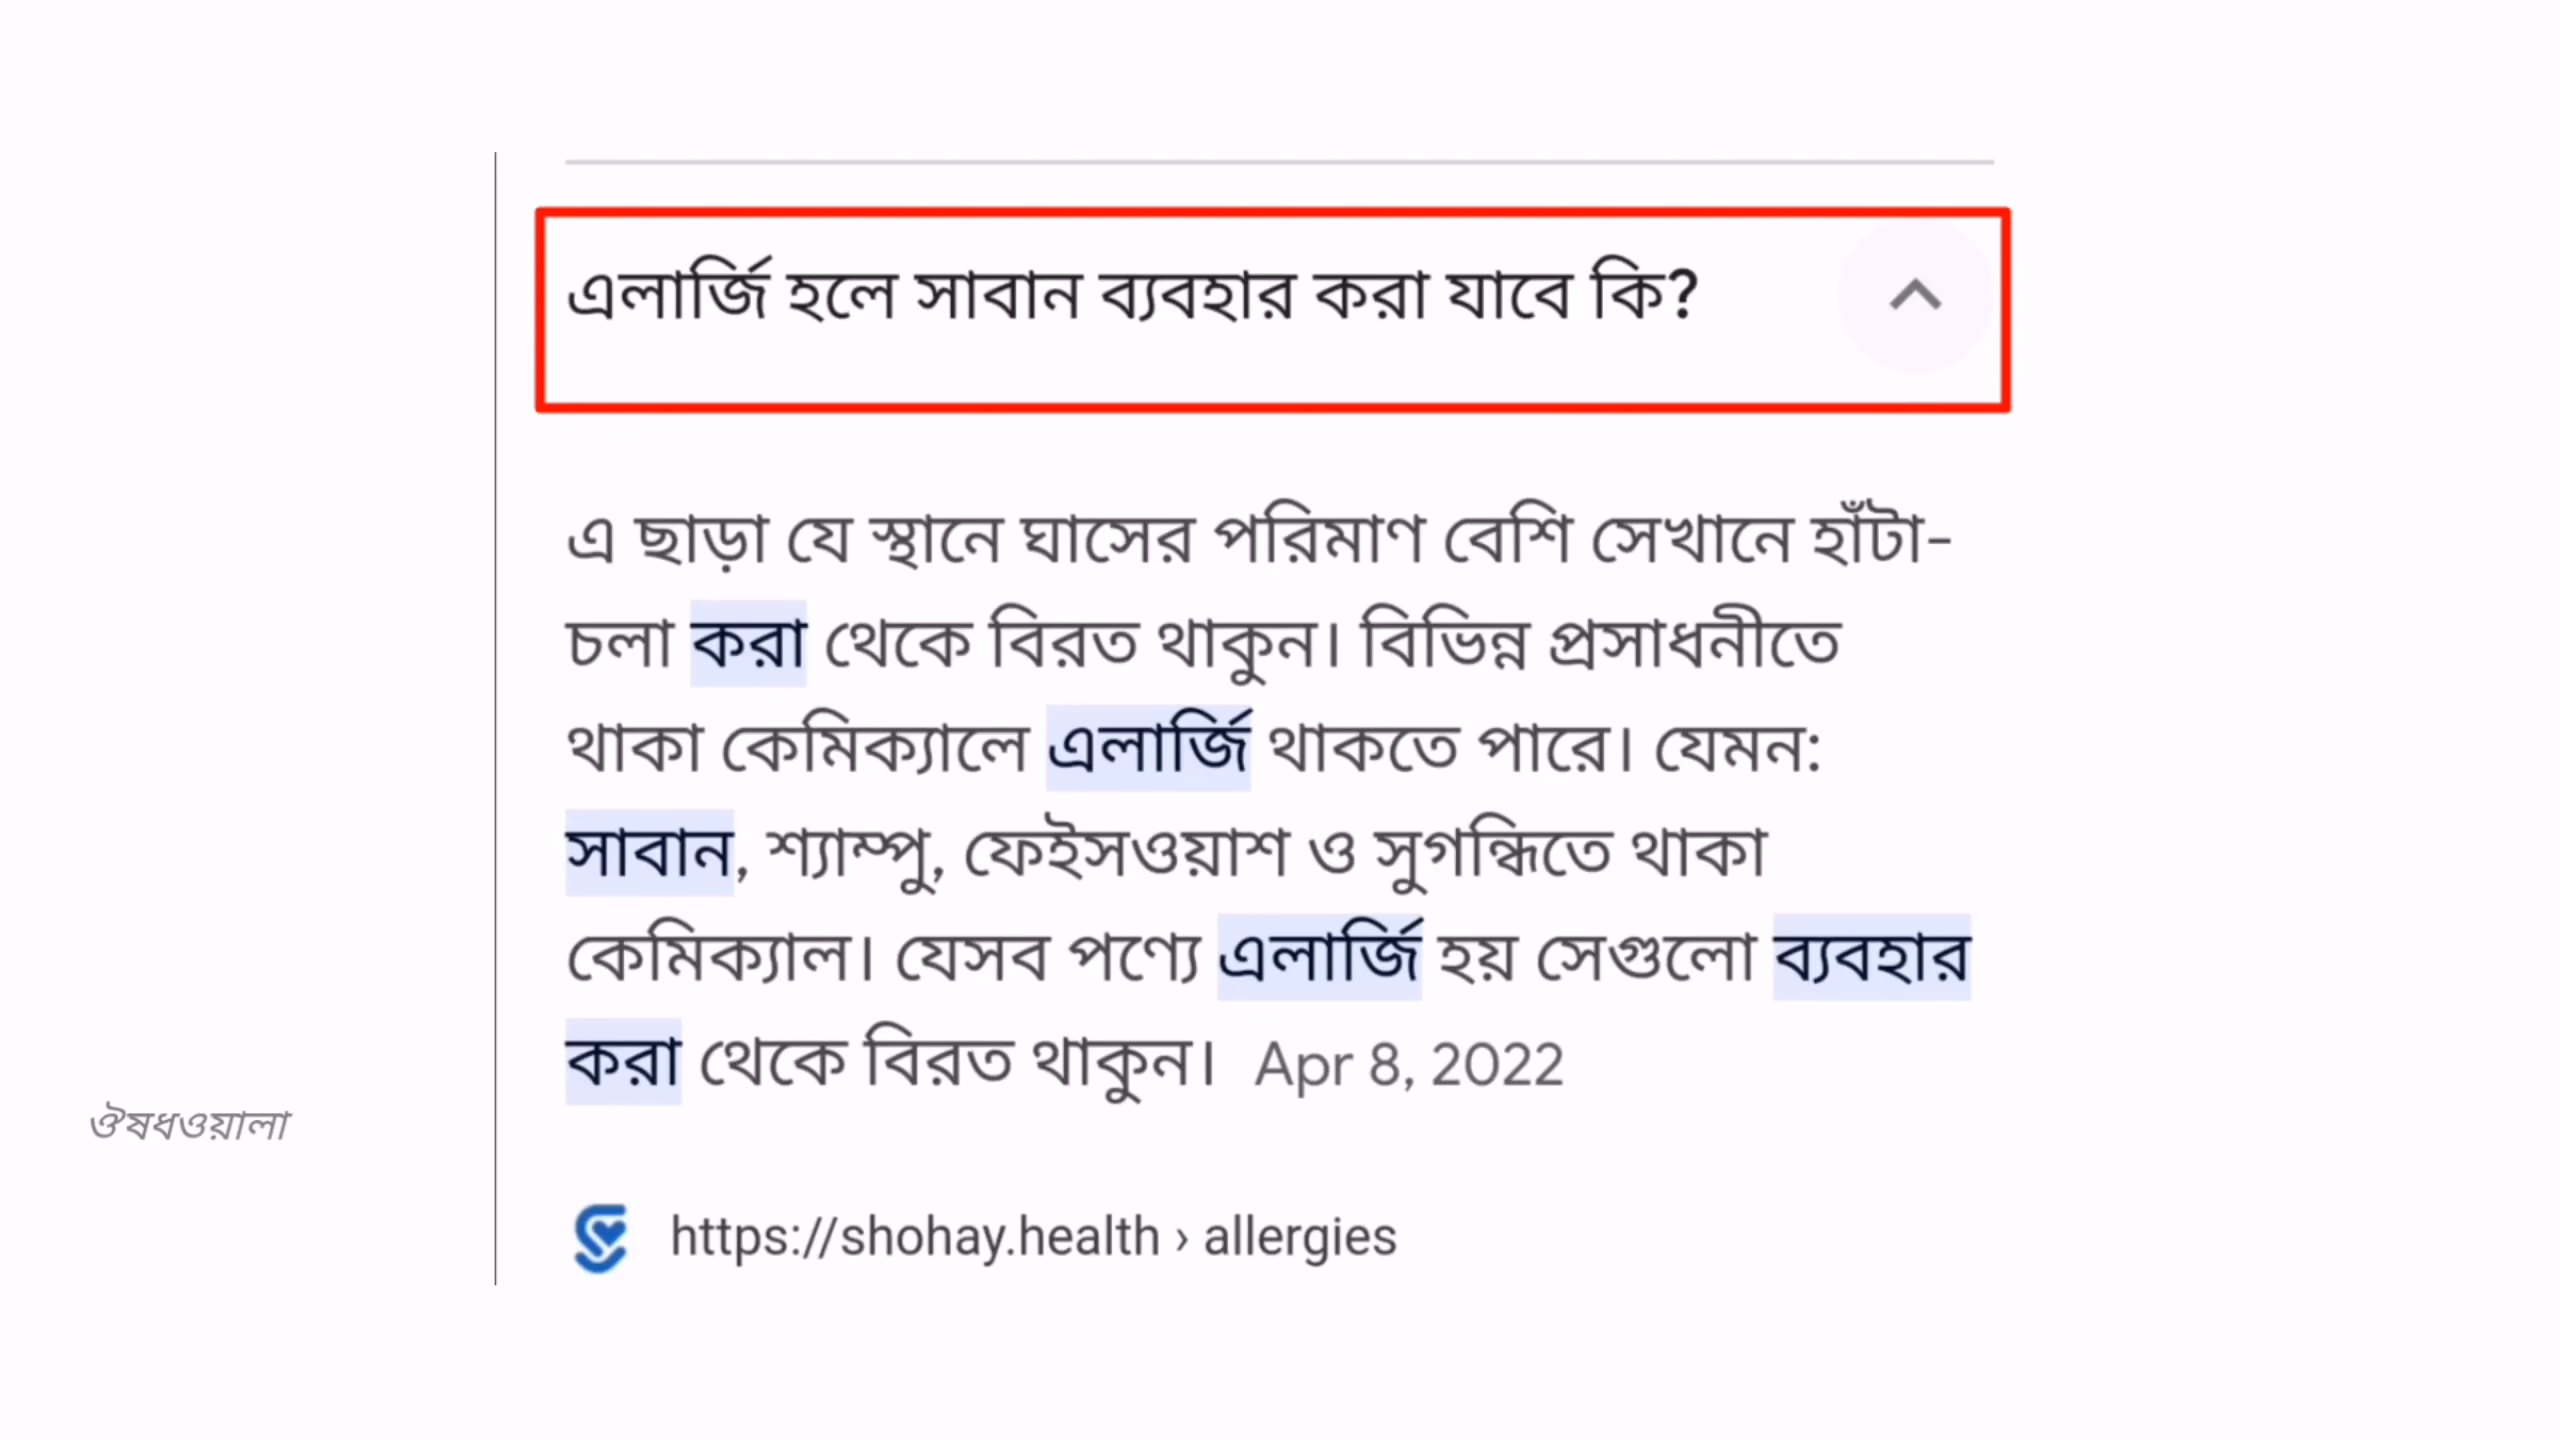 এলার্জি হলে সাবান ব্যবহার করা যাবে কি?
এ ছাড়া যে স্থানে ঘাসের পরিমাণ বেশি সেখানে হাঁটা-
চলা করা থেকে বিরত থাকুন। বিভিন্ন প্রসাধনীতে
থাকা কেমিক্যালে এলার্জি থাকতে পারে। যেমন:
সাবান, শ্যাম্পু, ফেইসওয়াশ ও সুগন্ধিতে থাকা
কেমিক্যাল। যেসব পণ্যে এলার্জি হয় সেগুলো ব্যবহার
করা থেকে বিরত থাকুন। Apr 8, 2022
ঔষধওয়ালা
https://shohay.health › allergies